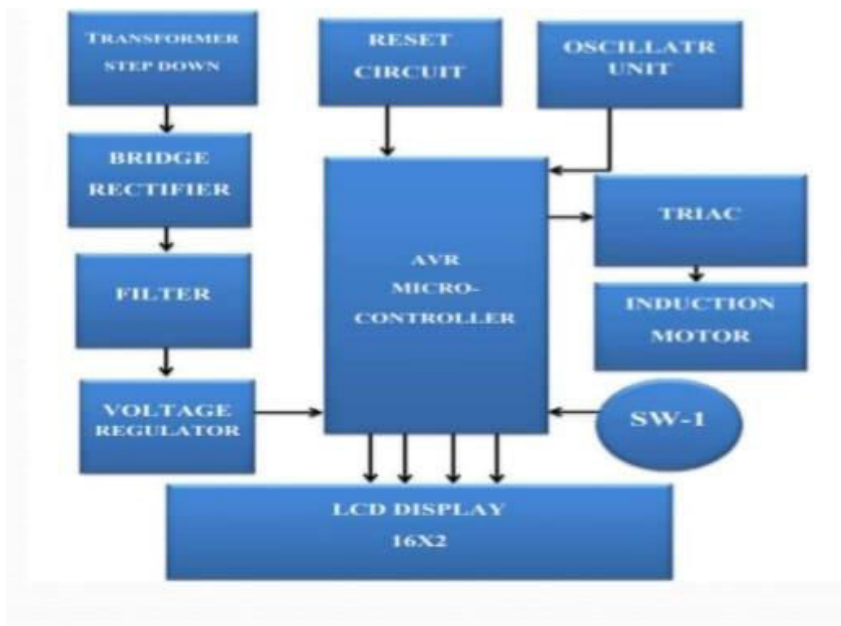 TRANSFORMER
STEP DOWN
RESET
CIRCUIT
OSCILLATR
UNIT
BRIDGE
RECTIFIER
TRIAC
AVR
MICRO-
CONTROLLER
FILTER
INDUCTION
MOTOR
VOLTAGE
REGULATOR
SW-1
LCD DISPLAY
16X2